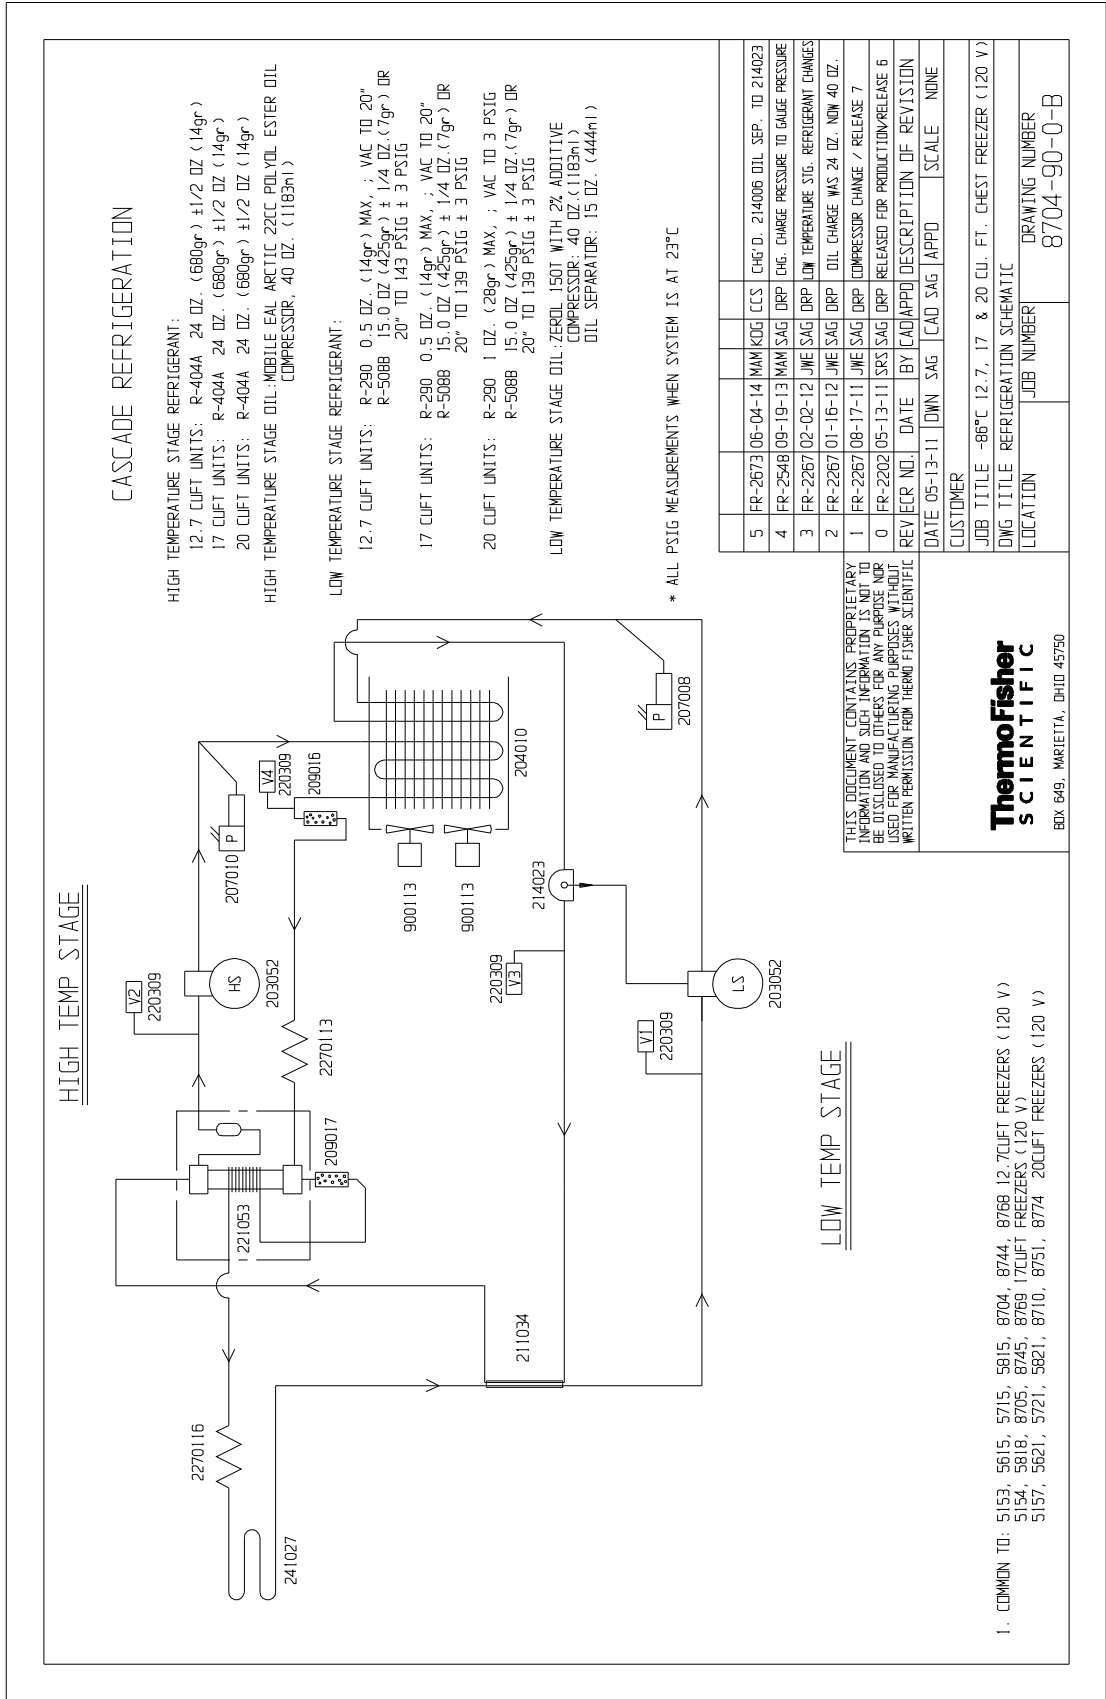 CASCADE REFRIGERATION
HIGH TEMPERATURE STAGE REFRIGERANT:
12.7 CUFT UNITS: R-404A 24 OZ. (680gr) ±1/2 OZ (14gr)
17 CUFT UNITS: R-404A 24 OZ. (680gr) ±1/2 OZ (14gr)
20 CUFT UNITS: R-404A 24 OZ. (680gr) ±1/2 OZ (14gr)
HIGH TEMPERATURE STAGE OIL:MOBILE EAL ARCTIC 22CC POLYOL ESTER OIL
COMPRESSOR, 40 OZ. (1183ml)
LOW TEMPERATURE STAGE REFRIGERANT:
12.7 CUFT UNITS: R-290 0.5 OZ. (14gr) MAX, ; VAC TO 20"
R-508B 15.0 OZ (425gr) ± 1/4 OZ.(7gr) OR
20" TO 143 PSIG ± 3 PSIG
17 CUFT UNITS: R-290 0.5 OZ. (14gr) MAX, ; VAC TO 20"
R-508B 15.0 OZ (425gr) ± 1/4 OZ.(7gr) OR
20" TO 139 PSIG ± 3 PSIG
20 CUFT UNITS: R-290 1 OZ. (28gr) MAX, ; VAC TO 3 PSIG
R-508B 15.0 OZ (425gr) ± 1/4 OZ.(7gr) OR
20" TO 139 PSIG ± 3 PSIG
LOW TEMPERATURE STAGE OIL:ZEROL 150T WITH 2% ADDITIVE
COMPRESSOR: 40 OZ.(1183ml)
OIL SEPARATOR: 15 OZ. (444ml)
* ALL PSIG MEASUREMENTS WHEN SYSTEM IS AT 23°C
HIGH TEMP STAGE
V2
220309
HS
203052
207010
P
V4
220309
209016
204010
900113
900113
2270113
209017
221053
2270116
241027
211034
214023
220309
V3
V1
220309
LS
203052
P
207008
LOW TEMP STAGE
1. COMMON TO: 5153, 5615, 5715, 5815, 8704, 8744, 8768 12.7CUFT FREEZERS (120 V)
5154, 5818, 8705, 8745, 8769 17CUFT FREEZERS (120 V)
5157, 5621, 5721, 5821, 8710, 8751, 8774 20CUFT FREEZERS (120 V)
5 FR-2673 06-04-14 MAM KDG CCS CHG'D. 214006 OIL SEP. TO 214023
4 FR-2548 09-19-13 MAM SAG DRP CHG. CHARGE PRESSURE TO GAUGE PRESSURE
3 FR-2267 02-02-12 JWE SAG DRP LOW TEMPERATURE STG. REFRIGERANT CHANGES
2 FR-2267 01-16-12 JWE SAG DRP OIL CHARGE WAS 24 OZ. NOW 40 OZ.
1 FR-2267 08-17-11 JWE SAG DRP COMPRESSOR CHANGE / RELEASE 7
0 FR-2202 05-13-11 SRS SAG DRP RELEASED FOR PRODUCTION/RELEASE 6
REV ECR NO. DATE BY CAD APPD DESCRIPTION OF REVISION
DATE 05-13-11 DWN SAG CAD SAG APPD SCALE NONE
CUSTOMER
JOB TITLE -86°C 12.7, 17 & 20 CU. FT. CHEST FREEZER (120 V)
DWG TITLE REFRIGERATION SCHEMATIC
LOCATION JOB NUMBER DRAWING NUMBER
8704-90-0-B
THIS DOCUMENT CONTAINS PROPRIETARY
INFORMATION AND SUCH INFORMATION IS NOT TO
BE DISCLOSED TO OTHERS FOR ANY PURPOSE NOR
USED FOR MANUFACTURING PURPOSES WITHOUT
WRITTEN PERMISSION FROM THERMO FISHER SCIENTIFIC
ThermoFisher
SCIENTIFIC
BOX 649, MARIETTA, OHIO 45750